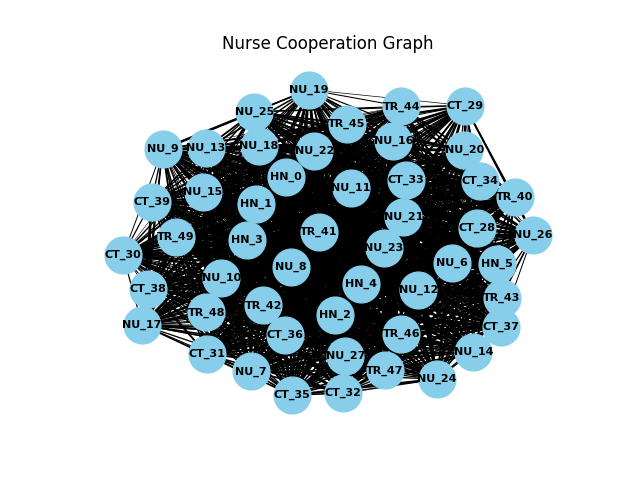 Nurse Cooperation Graph
NU_19
NU_25
TR_44
CT_29
TR_45
NU_9
NU_13
NU_18
NU_22
NU_16
NU_20
HN_0
CT_33
CT_34
NU_15
NU_11
TR_40
CT_39
HN_1
NU_21
TR_49
HN_3
TR_41
CT_28
NU_26
CT_30
NU_23
NU_8
NU_6
HN_5
NU_10
CT_38
HN_4
NU_12
TR_43
NU_17
TR_48
TR_42
HN_2
CT_37
CT_36
TR_46
CT_31
NU_27
NU_14
NU_7
TR_47
NU_24
CT_35
CT_32